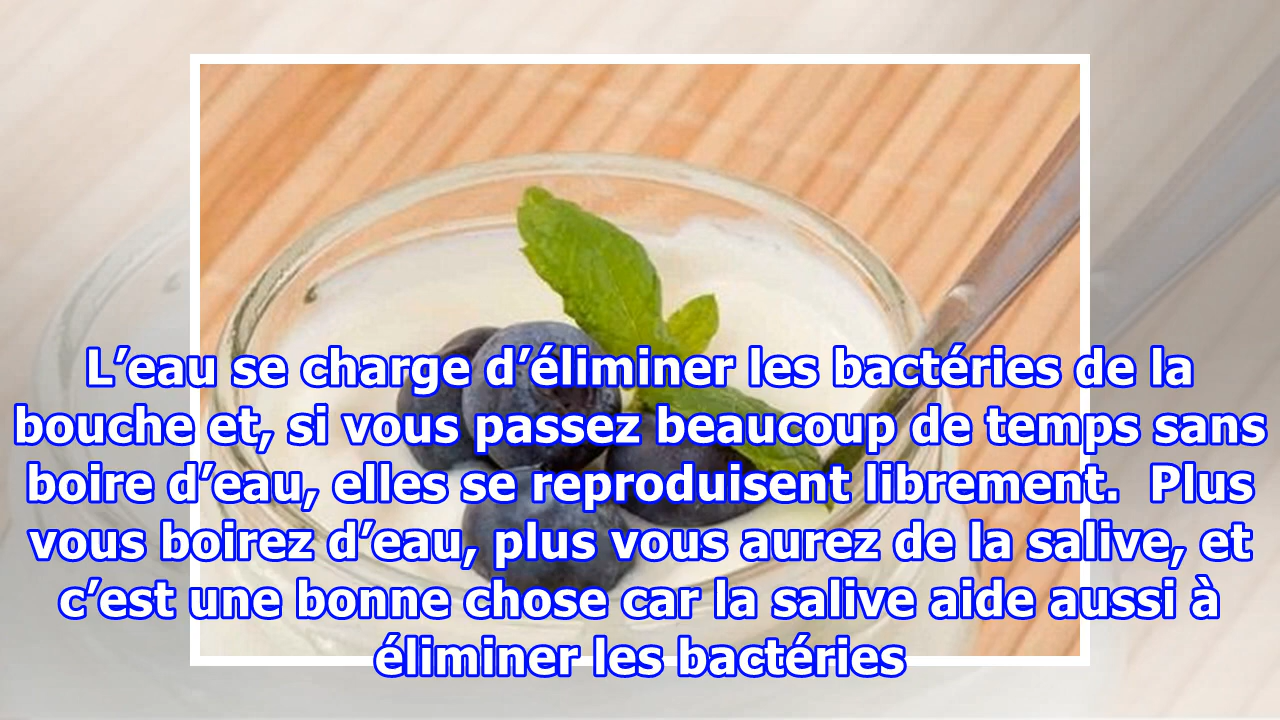 L’eau se charge d’éliminer les bactéries de la
bouche et, si vous passez beaucoup de temps sans
boire d’eau, elles se reproduisent librement.  Plus
vous boirez d’eau, plus vous aurez de la salive, et
c’est une bonne chose car la salive aide aussi à
éliminer les bactéries